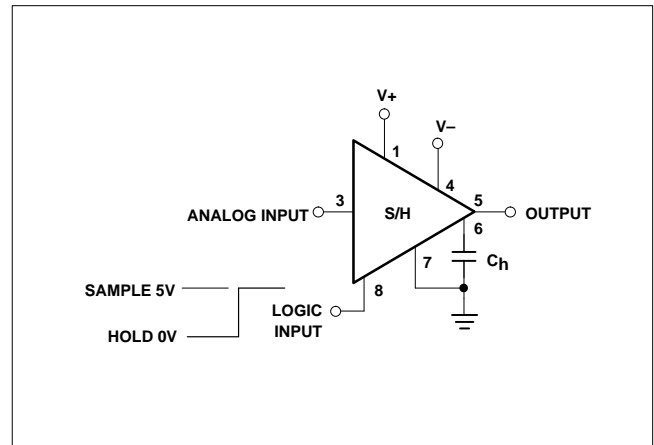 V+
V–
1
4
3
5
ANALOG INPUT
S/H
OUTPUT
6
7
Ch
8
SAMPLE 5V
LOGIC
INPUT
HOLD 0V